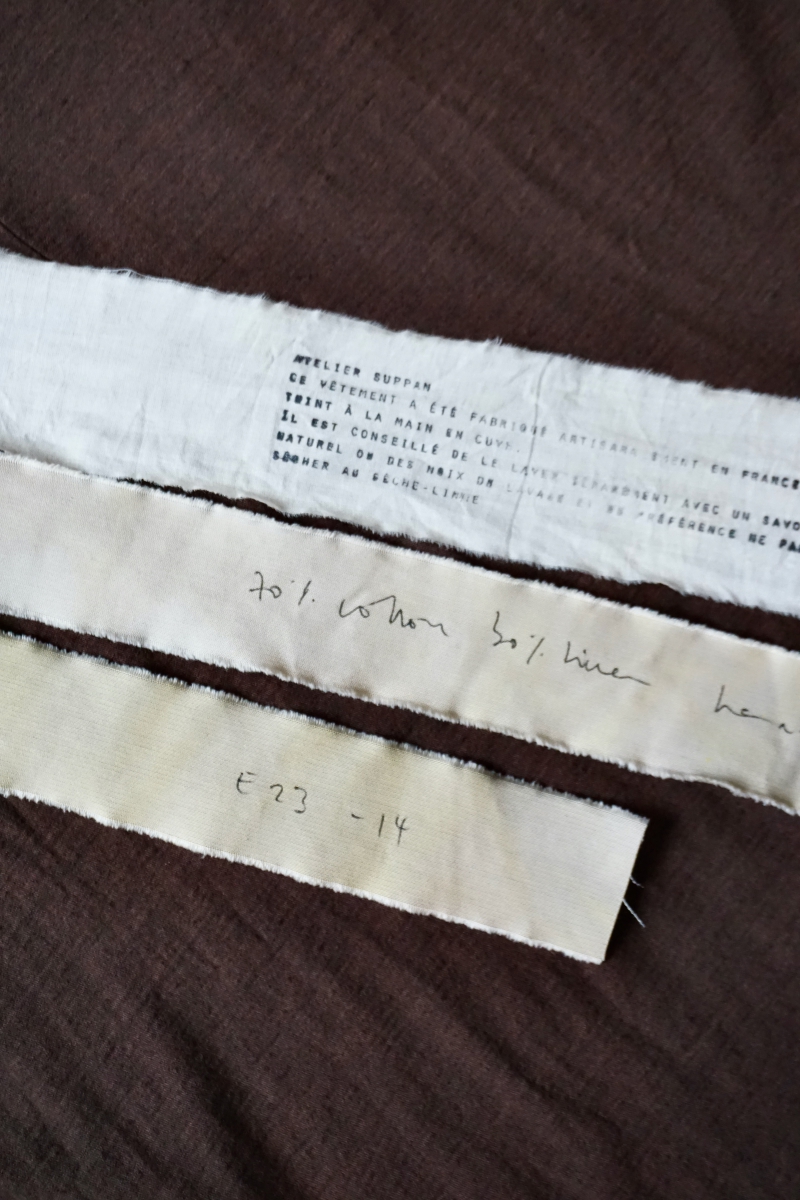 ATELIER SUPPAN
CE VÊTEMENT A ÉTÉ FABRIQUÉ ARTISANALEMENT EN FRANCE
TEINT À LA MAIN EN CUVE.
IL EST CONSEILLÉ DE LE LAVER SÉPARÉMENT AVEC UN SAVO
NATUREL OU DES NOIX DE LAVAGE ET DE PRÉFÉRENCE NE PA
SÉCHER AU SÈCHE-LINGE
70% cotton 30% linen
E23 -14